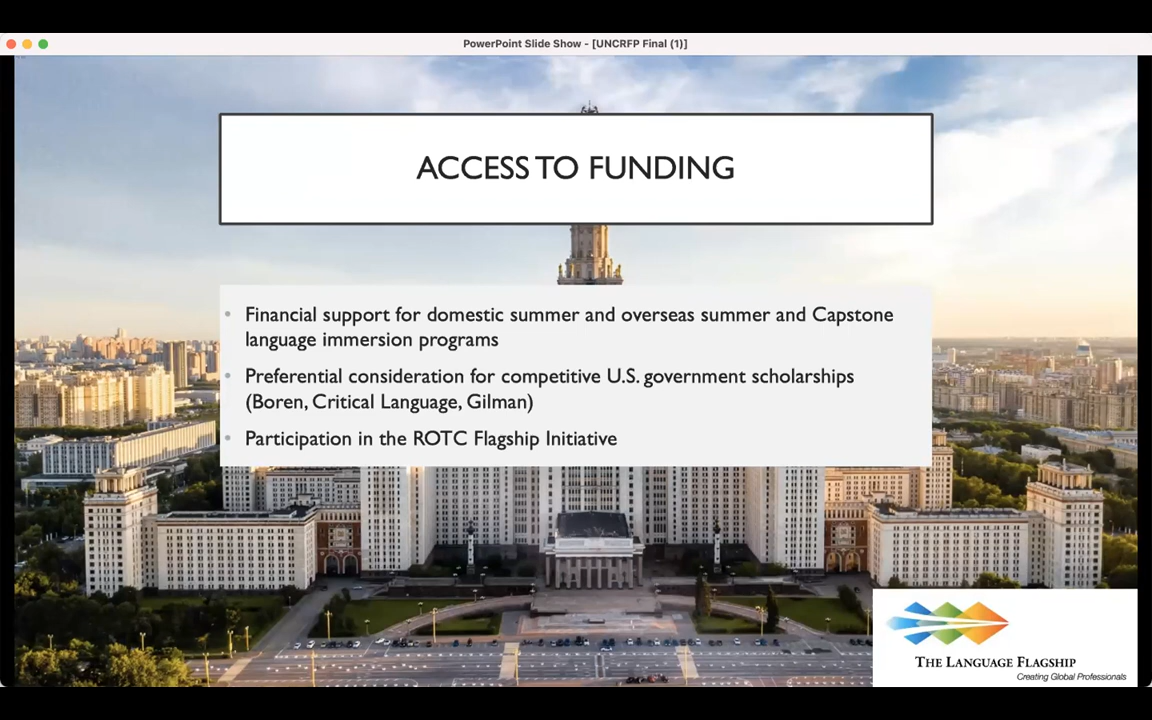 PowerPoint Slide Show - [UNCRFP Final (1)]
ACCESS TO FUNDING
• Financial support for domestic summer and overseas summer and Capstone
language immersion programs
• Preferential consideration for competitive U.S. government scholarships
(Boren, Critical Language, Gilman)
• Participation in the ROTC Flagship Initiative
THE LANGUAGE FLAGSHIP
Creating Global Professionals